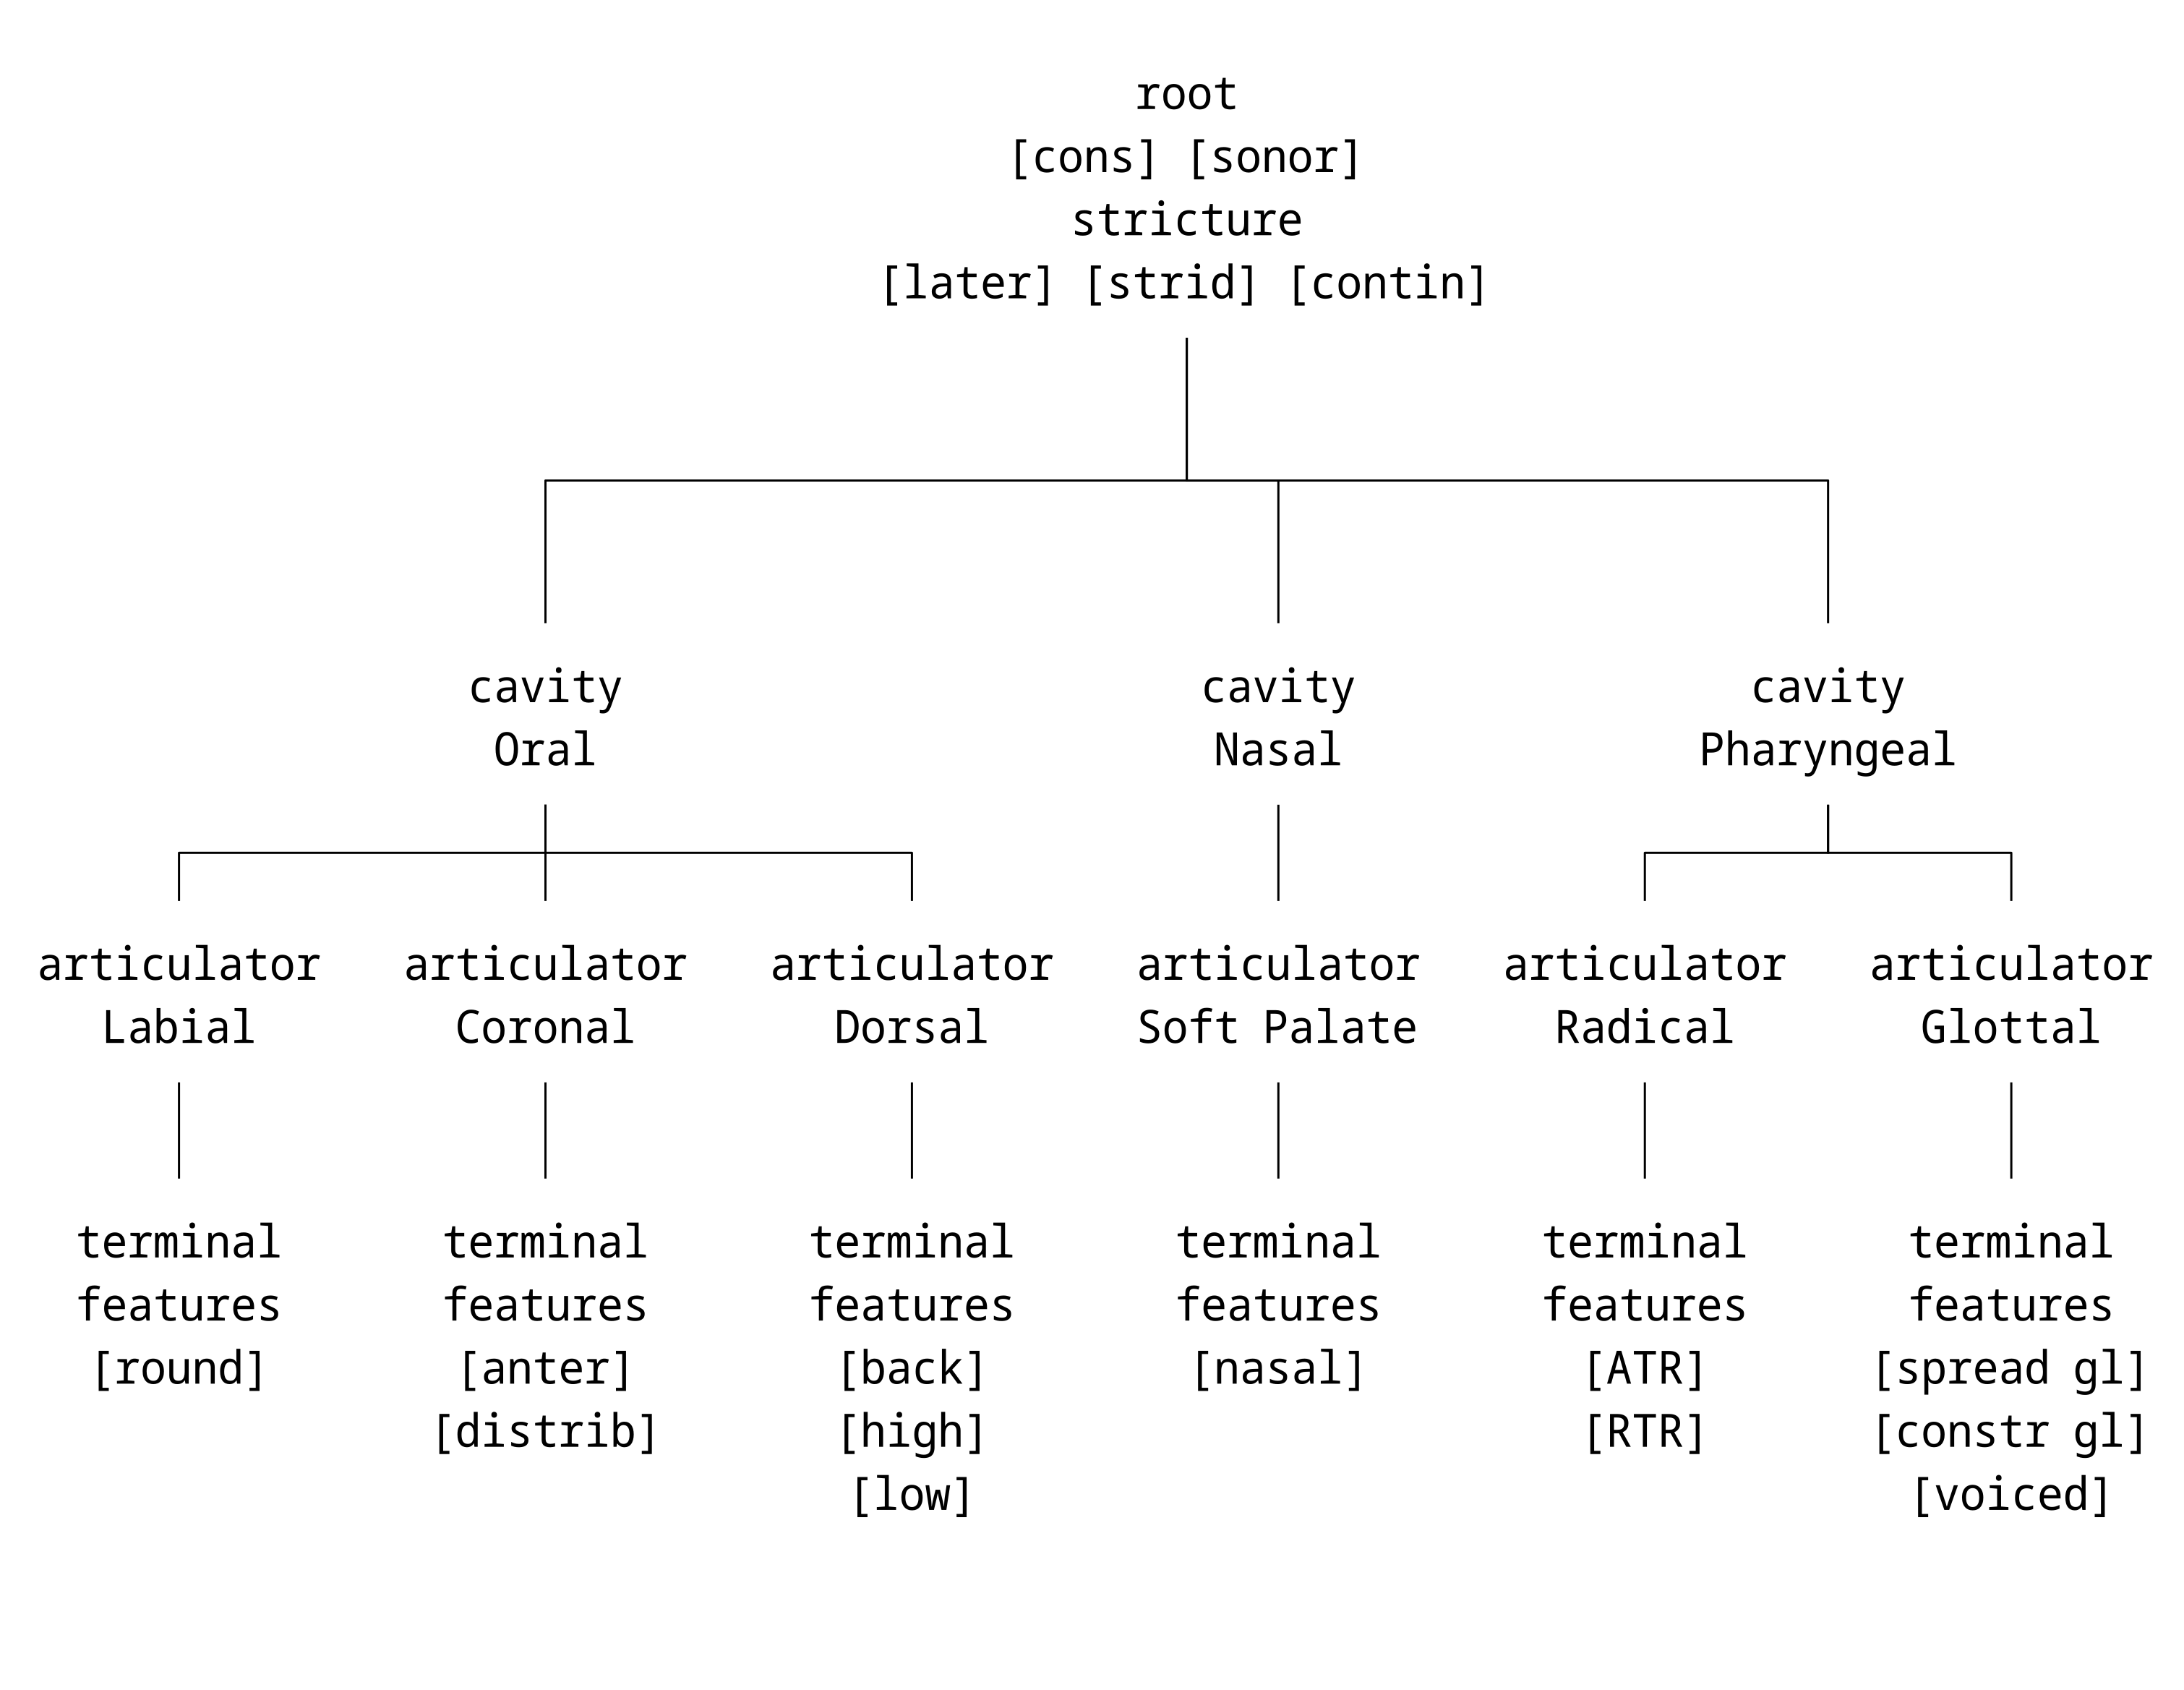 root
[cons] [sonor]
stricture
[later] [strid] [contin]
cavity
Oral
cavity
Nasal
cavity
Pharyngeal
articulator
Labial
articulator
Coronal
articulator
Dorsal
articulator
Soft Palate
articulator
Radical
articulator
Glottal
terminal
features
[round]
terminal
features
[anter]
[distrib]
terminal
features
[back]
[high]
[low]
terminal
features
[nasal]
terminal
features
[ATR]
[RTR]
terminal
features
[spread gl]
[constr gl]
[voiced]